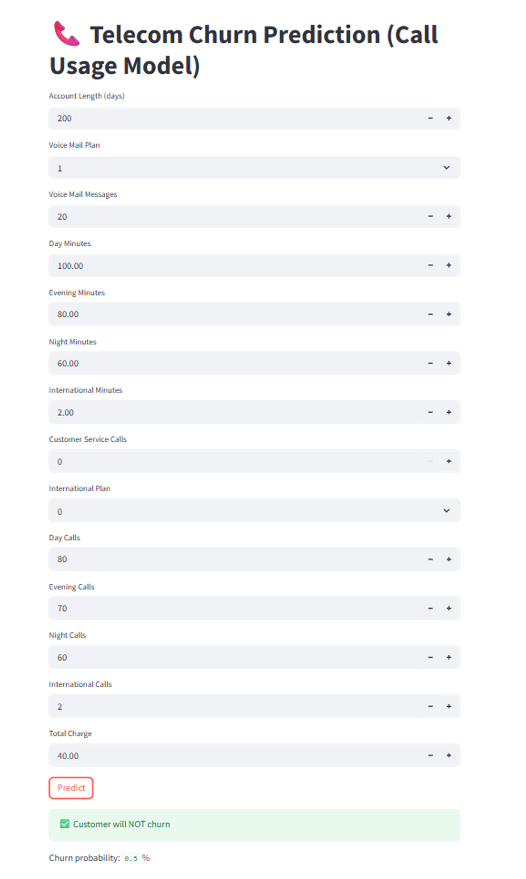 Telecom Churn Prediction (Call
Usage Model)
Account Length (days)
200
Voice Mail Plan
1
Voice Mail Messages
20
Day Minutes
100.00
Evening Minutes
80.00
Night Minutes
60.00
International Minutes
2.00
Customer Service Calls
0
International Plan
0
Day Calls
80
Evening Calls
70
Night Calls
60
International Calls
2
Total Charge
40.00
Predict
✅ Customer will NOT churn
Churn probability: 0.5 %